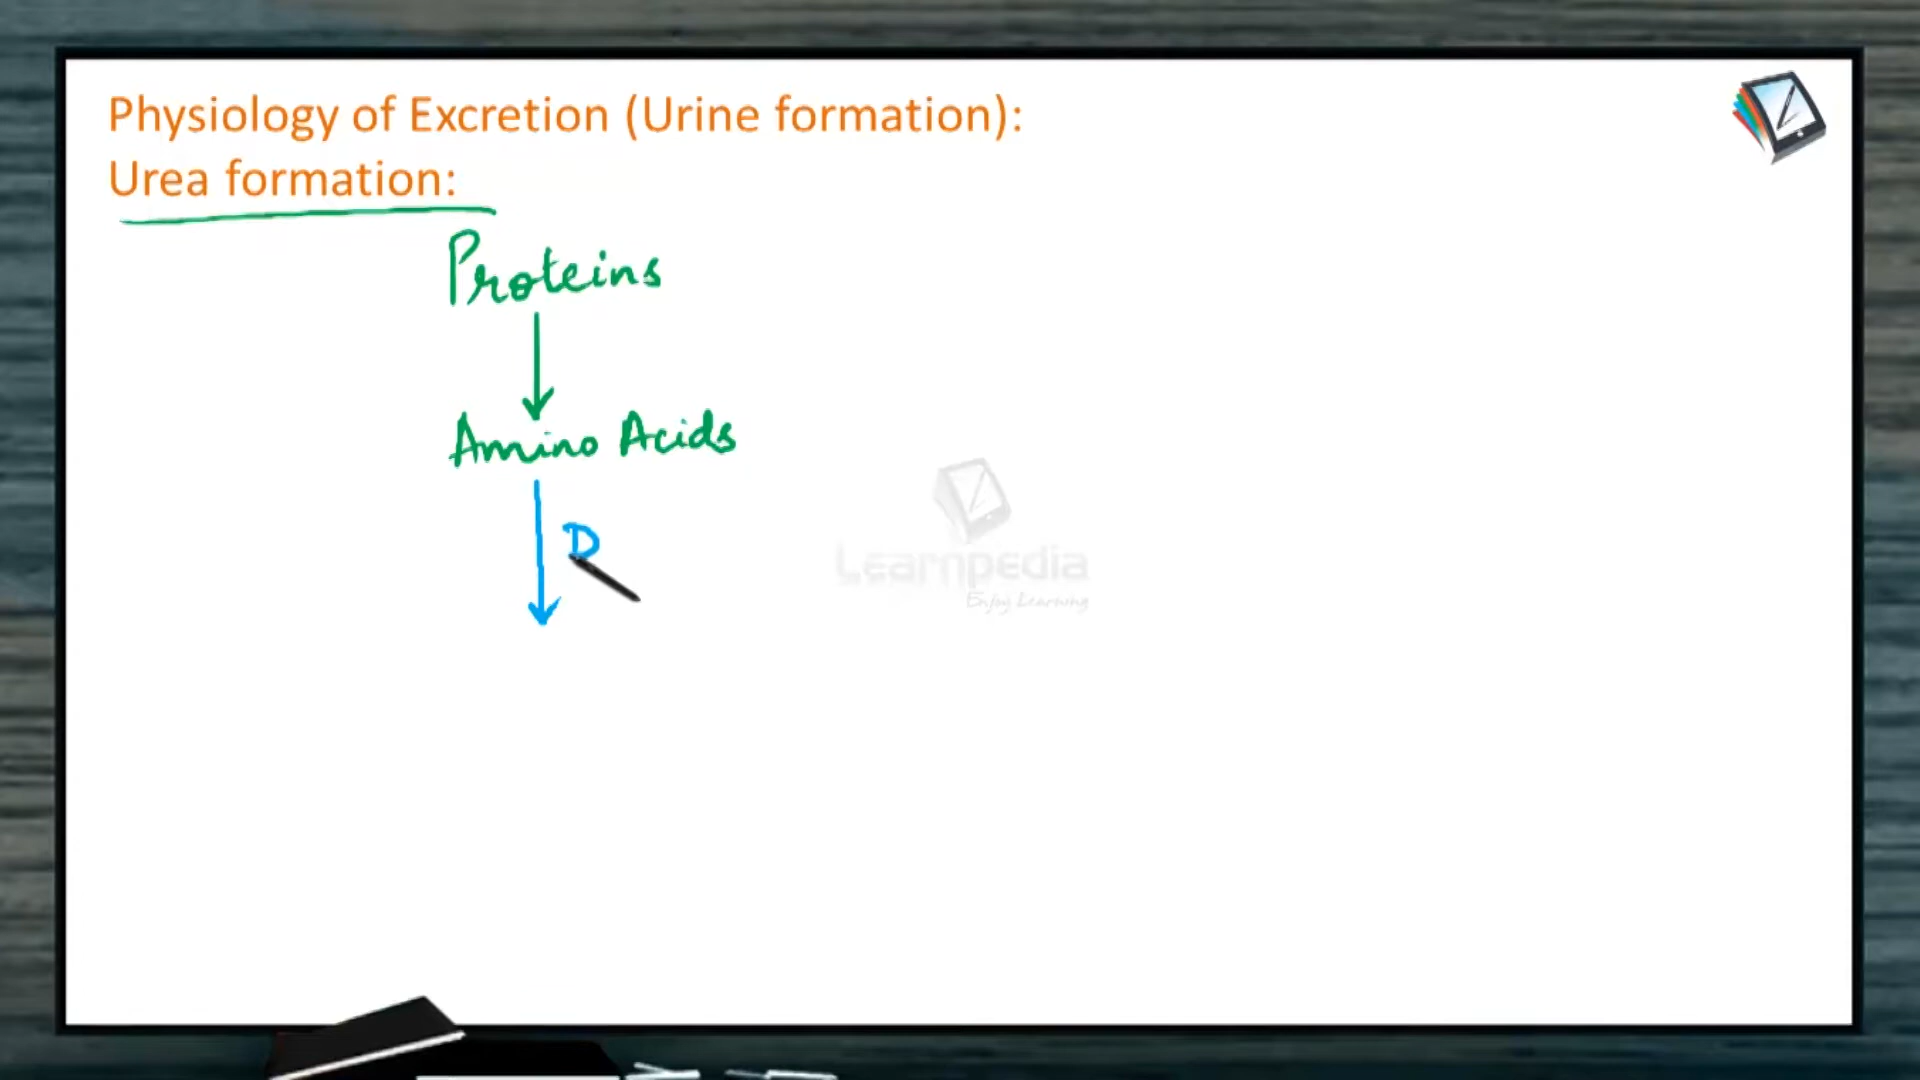 Physiology of Excretion (Urine formation):
Urea formation:
Proteins
Amino Acids
D
Learnpedia
Enjoy Learning